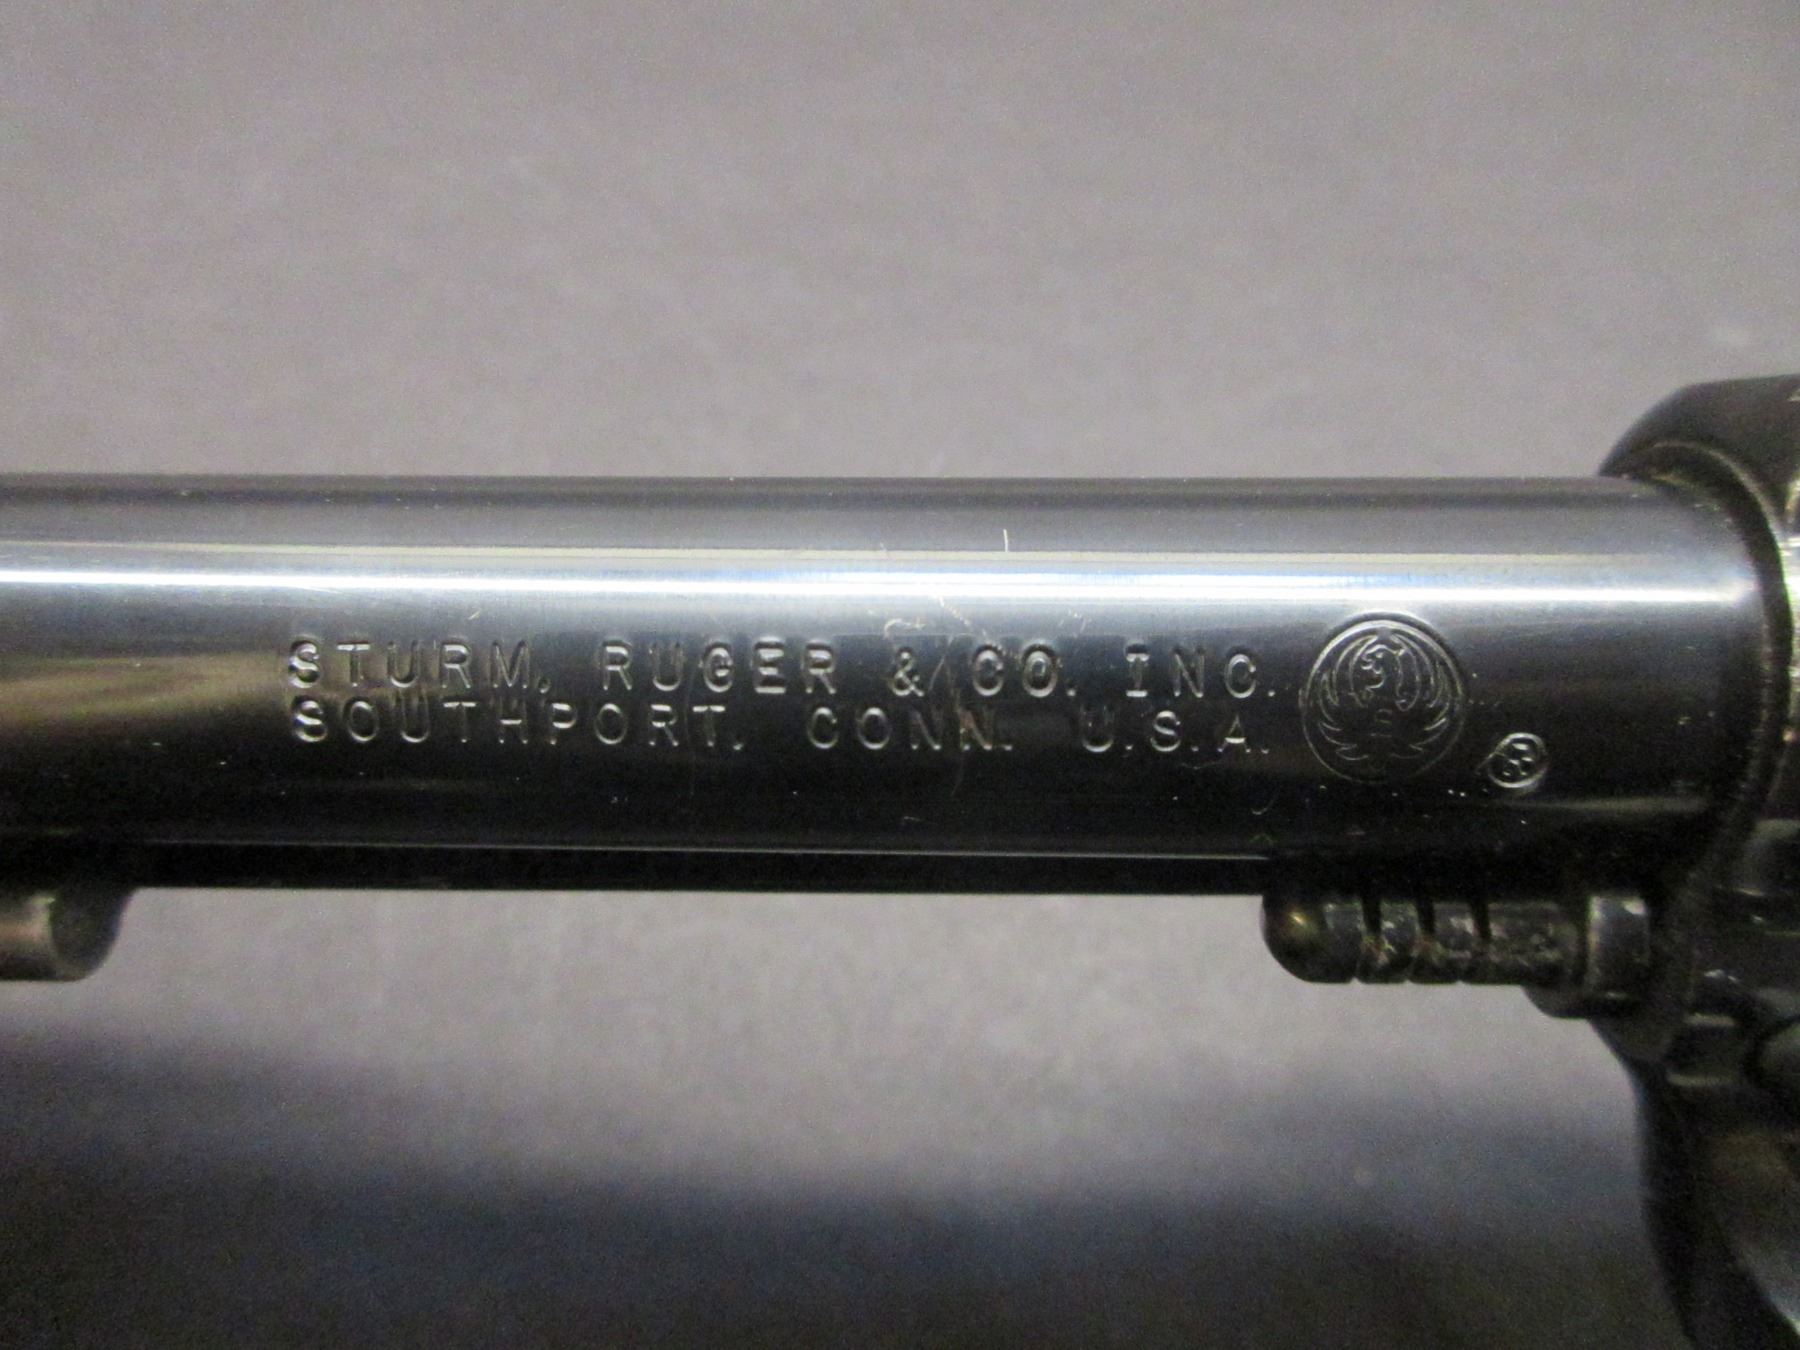 STURM, RUGER & CO. INC.
SOUTHPORT, CONN. U.S.A.
®